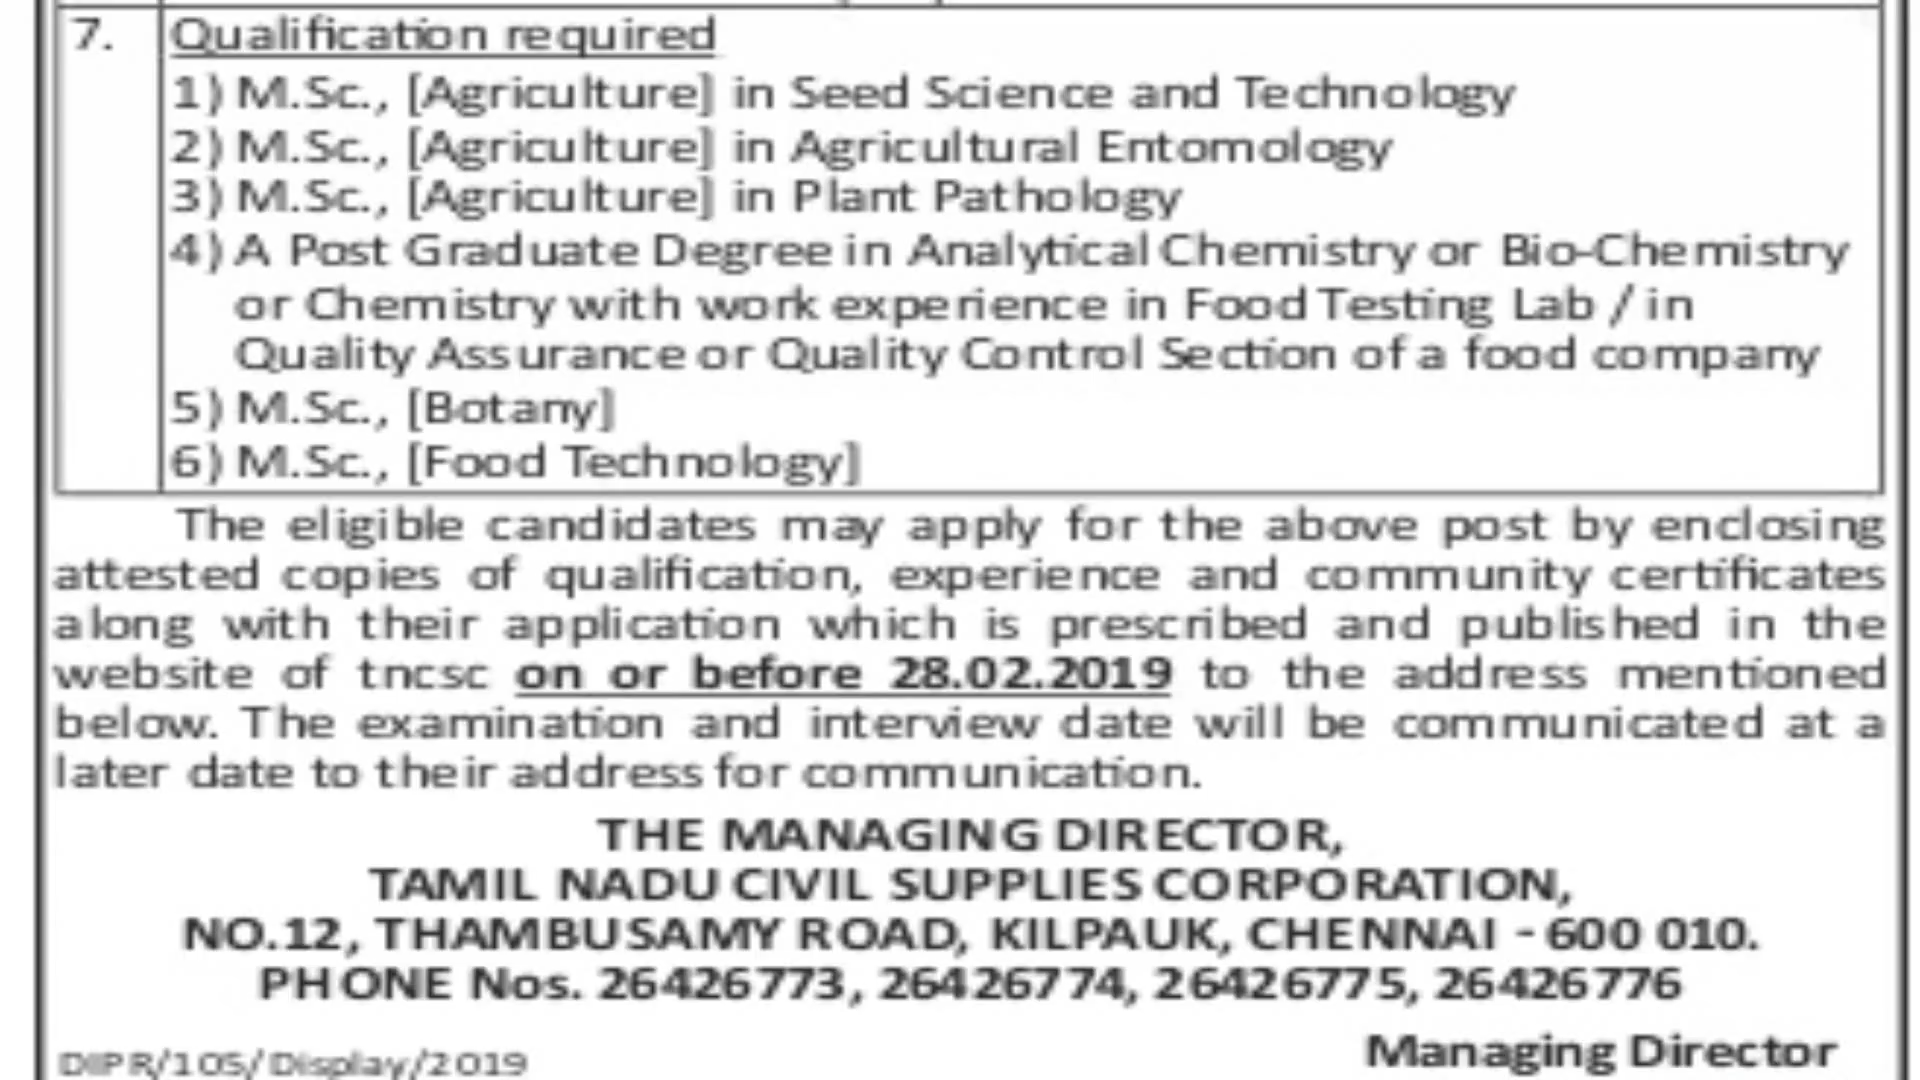 7. Qualification required
1) M.Sc., [Agriculture] in Seed Science and Technology
2) M.Sc., [Agriculture] in Agricultural Entomology
3) M.Sc., [Agriculture] in Plant Pathology
4) A Post Graduate Degree in Analytical Chemistry or Bio-Chemistry
or Chemistry with work experience in Food Testing Lab / in
Quality Assurance or Quality Control Section of a food company
5) M.Sc., [Botany]
6) M.Sc., [Food Technology]
The eligible candidates may apply for the above post by enclosing
attested copies of qualification, experience and community certificates
along with their application which is prescribed and published in the
website of tncsc on or before 28.02.2019 to the address mentioned
below. The examination and interview date will be communicated at a
later date to their address for communication.
THE MANAGING DIRECTOR,
TAMIL NADU CIVIL SUPPLIES CORPORATION,
NO.12, THAMBUSAMY ROAD, KILPAUK, CHENNAI - 600 010.
PHONE Nos. 26426773, 26426774, 26426775, 26426776
DIPR/105/Display/2019 Managing Director